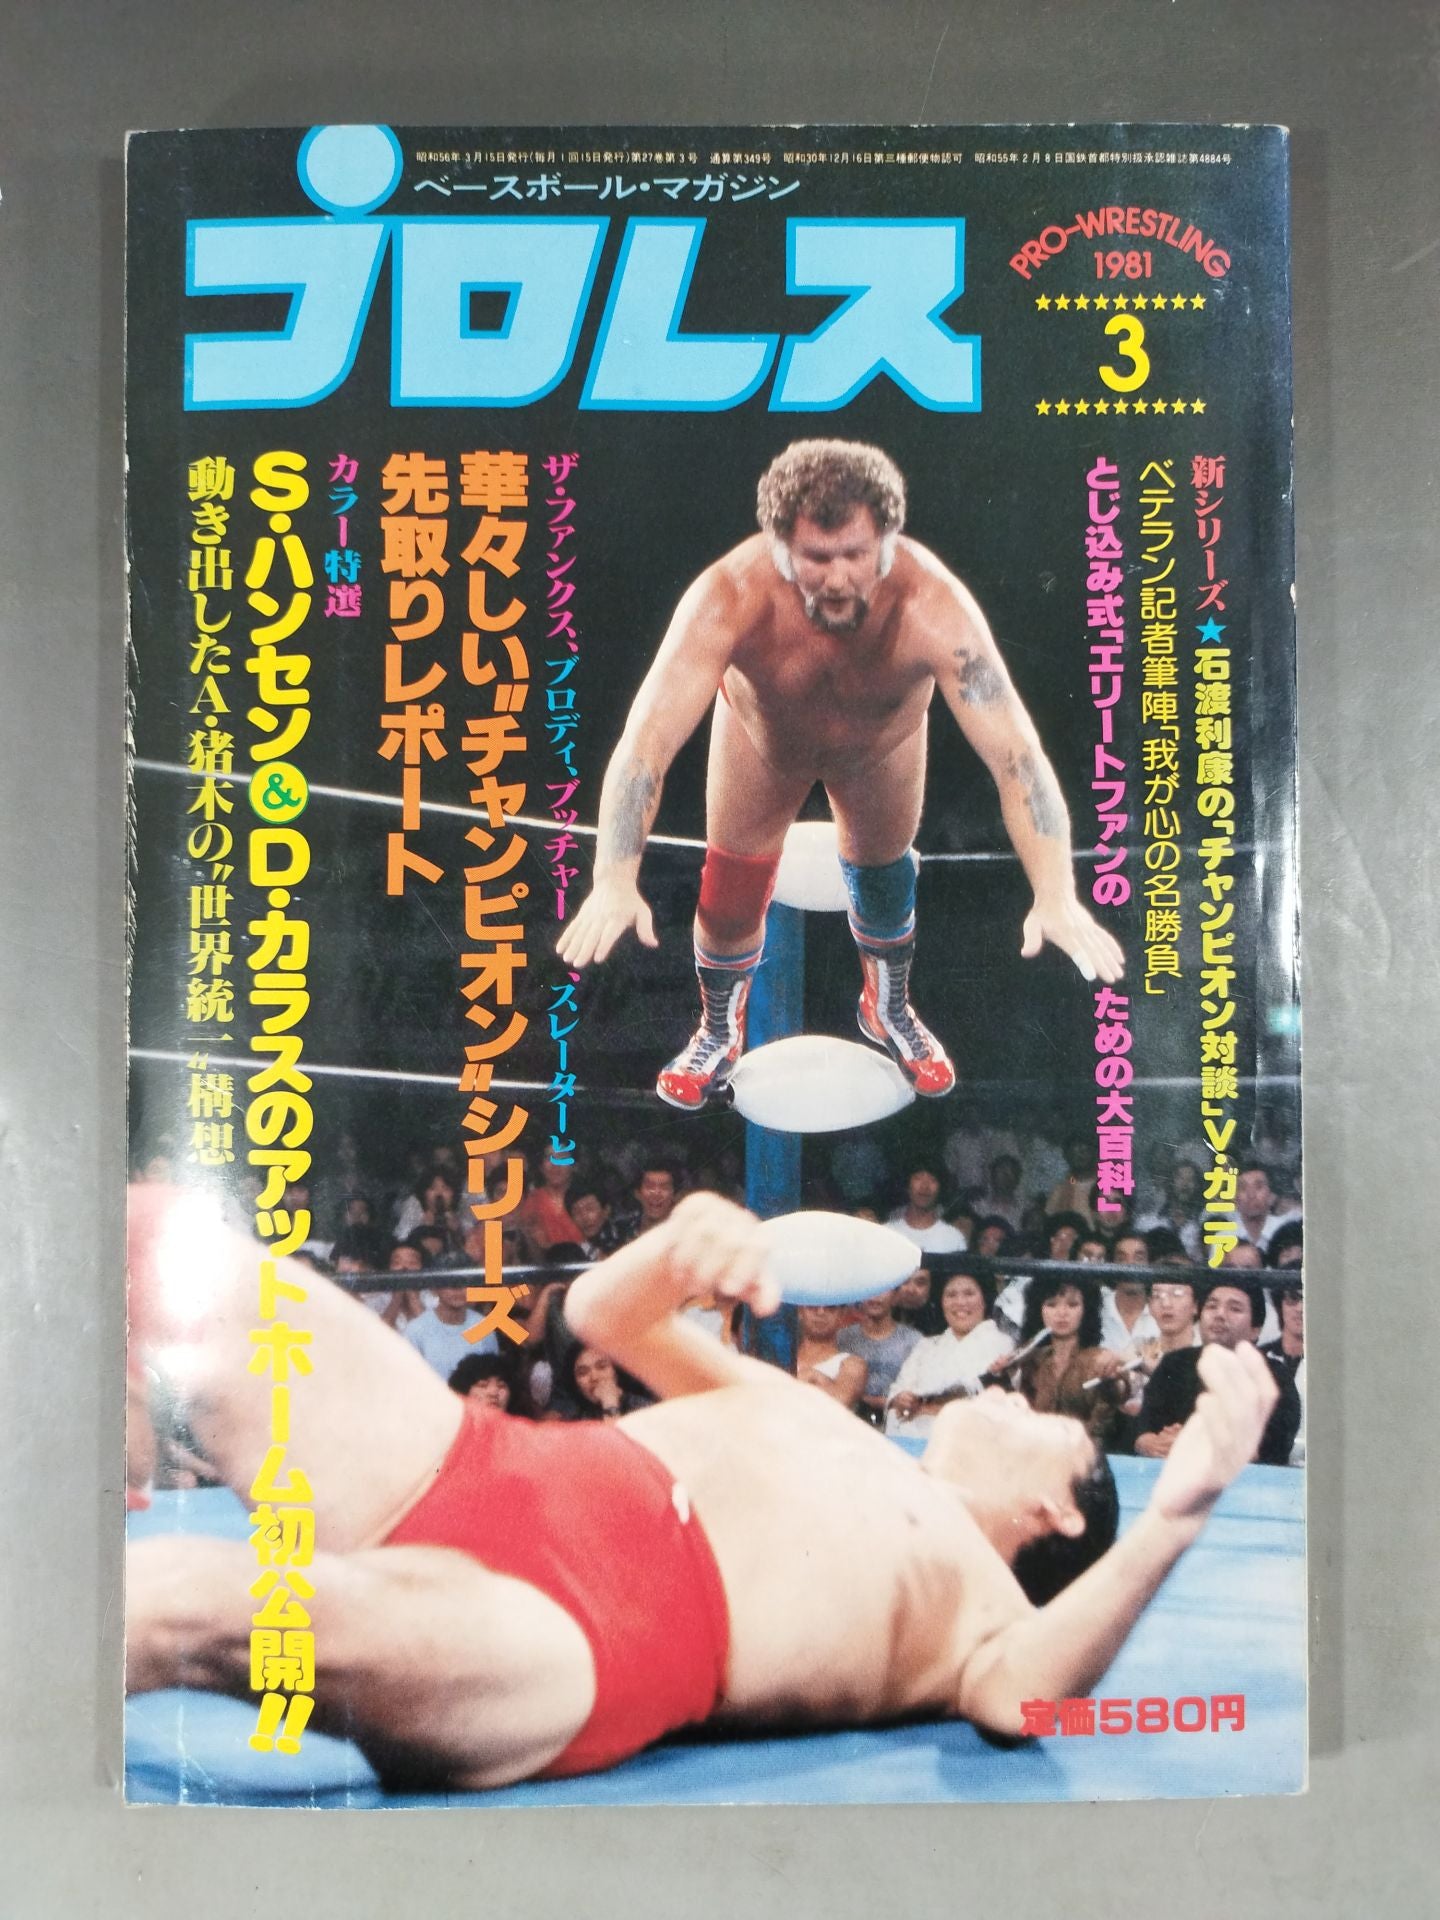 昭和56年3月15日発行(毎月1回15日発行)第27巻第3号 通算第349号 昭和30年12月16日第三種郵便物認可 昭和55年2月8日国鉄首都特別扱承認雑誌第4884号
ベースボール・マガジン
プロレス
PRO-WRESTLING
1981
★★★★★★★★★
3
★★★★★★★★★
新シリーズ★石渡利康の「チャンピオン対談」V・ガニア
ベテラン記者筆陣「我が心の名勝負」
とじ込み式「エリートファンのための大百科」
ザ・ファンクス、ブロディ、ブッチャー、スレーターと
華々しい"チャンピオン"シリーズ
先取りレポート
カラー特選
S・ハンセン&D・カラスのアットホーム初公開!!
動き出したA・猪木の"世界統一"構想
定価580円